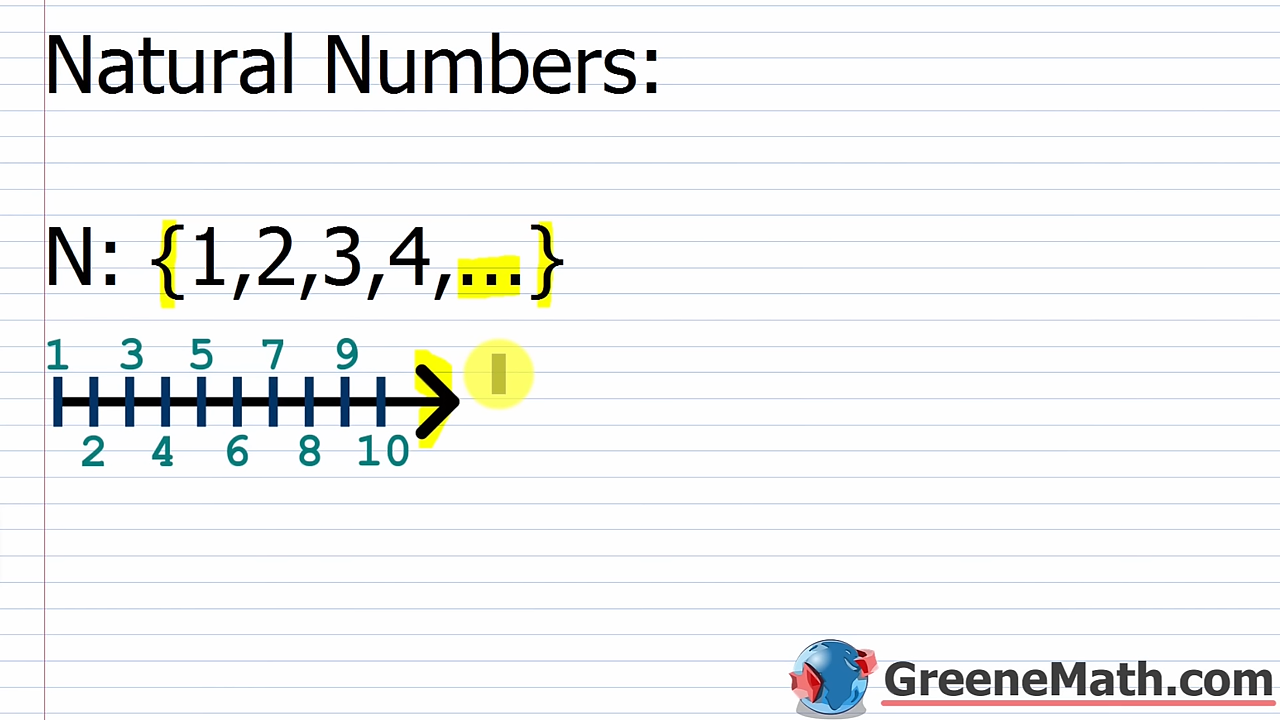 Natural Numbers:
N: {1,2,3,4,...}
1 3 5 7 9
2 4 6 8 10
GreeneMath.com